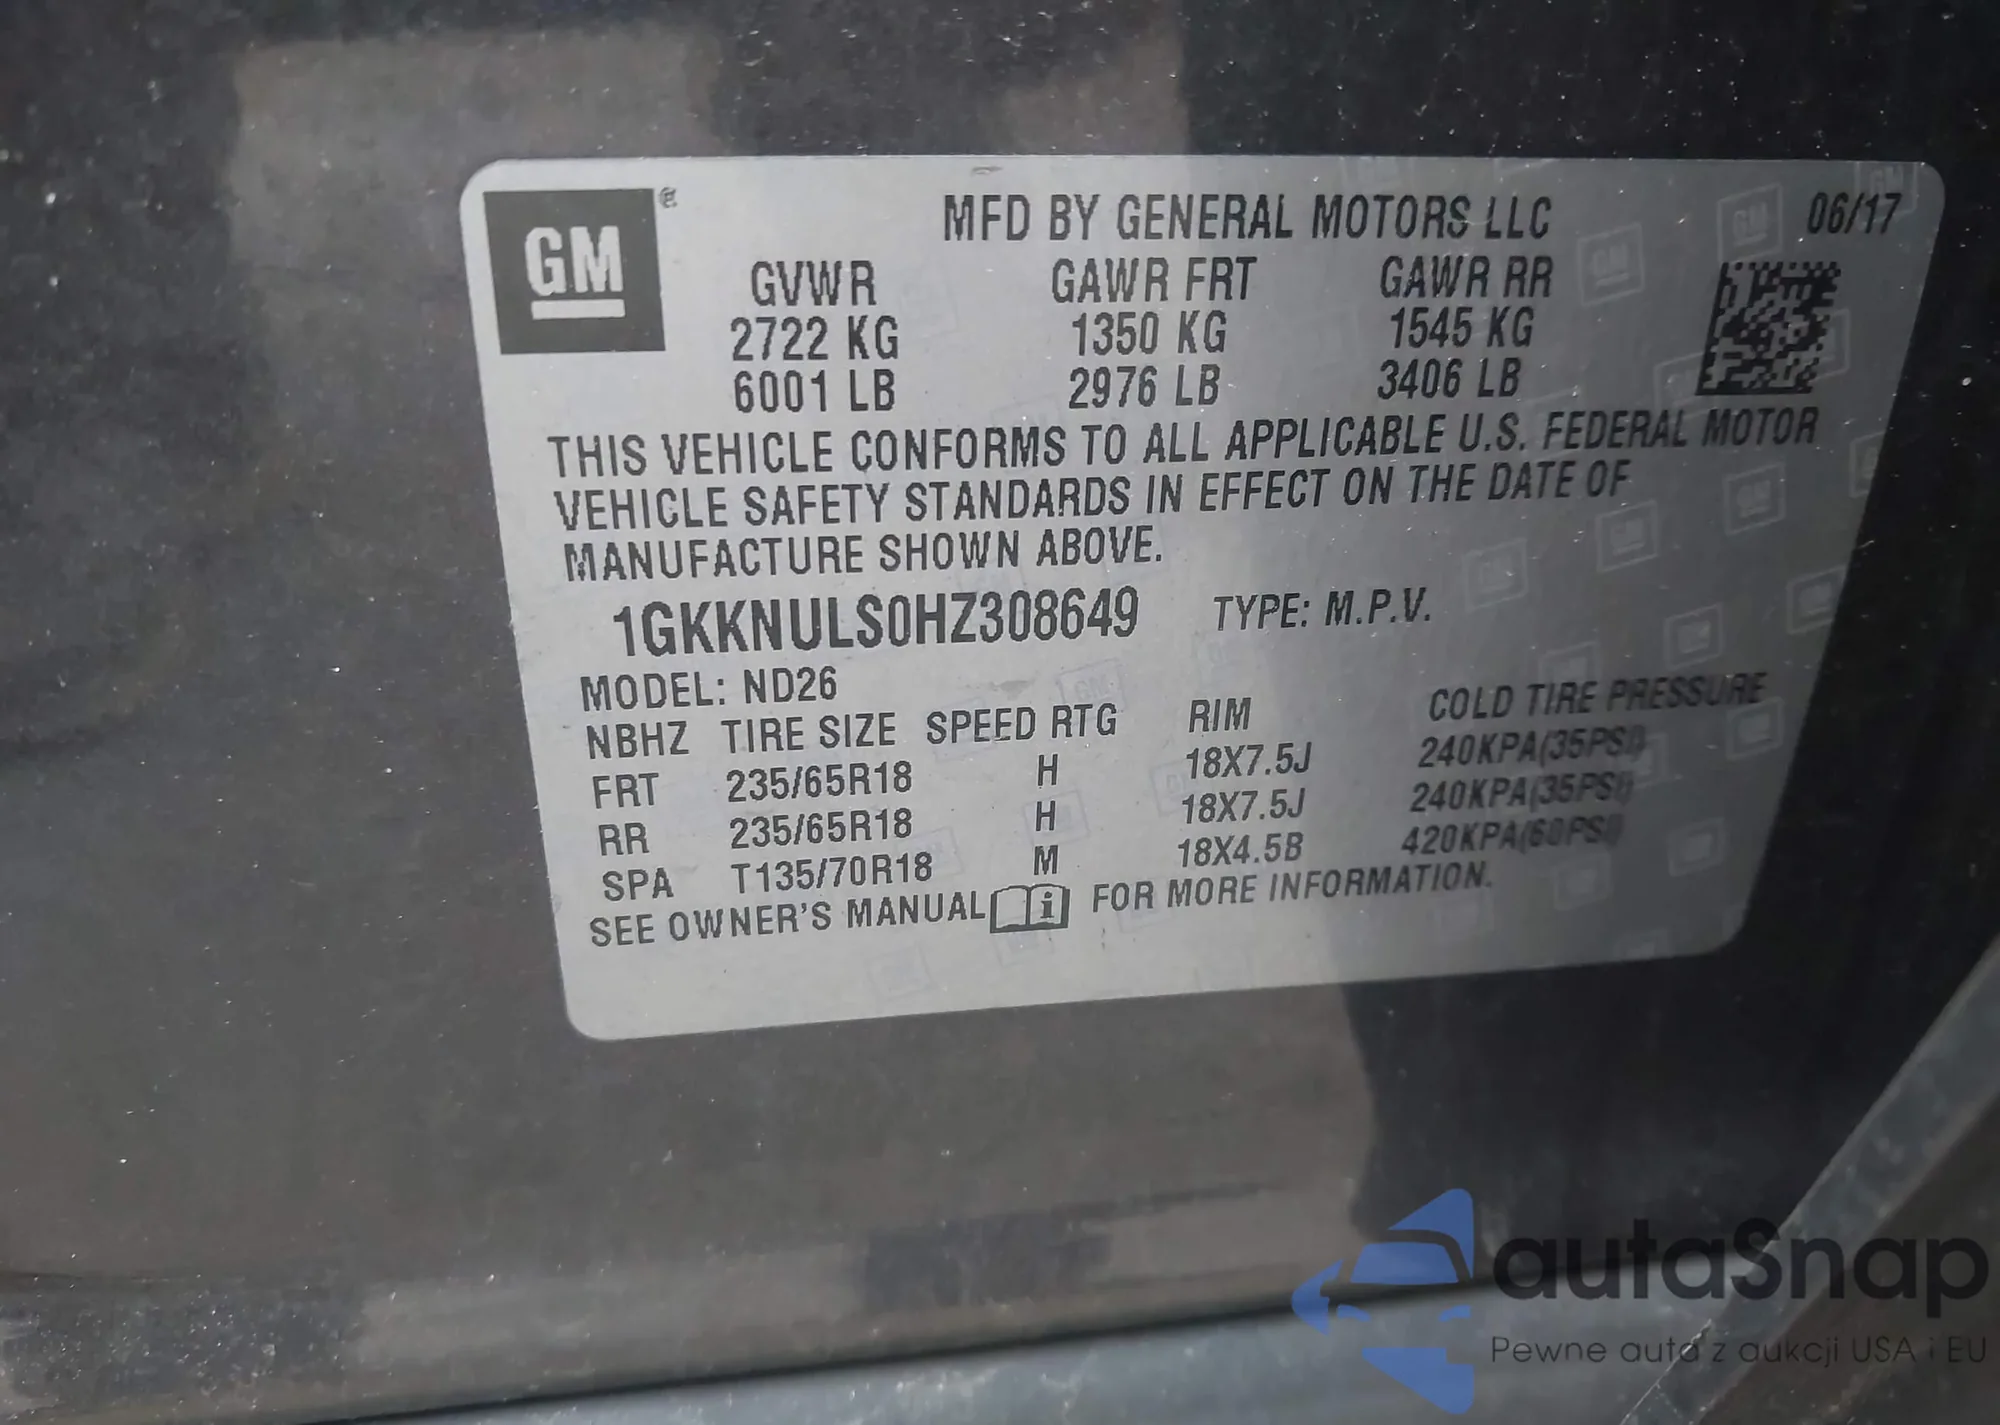 GM ®
MFD BY GENERAL MOTORS LLC 06/17
GVWR GAWR FRT GAWR RR
2722 KG 1350 KG 1545 KG
6001 LB 2976 LB 3406 LB
THIS VEHICLE CONFORMS TO ALL APPLICABLE U.S. FEDERAL MOTOR
VEHICLE SAFETY STANDARDS IN EFFECT ON THE DATE OF
MANUFACTURE SHOWN ABOVE.
1GKKNULS0HZ308649 TYPE: M.P.V.
MODEL: ND26
NBHZ TIRE SIZE SPEED RTG RIM COLD TIRE PRESSURE
FRT 235/65R18 H 18X7.5J 240KPA(35PSI)
RR 235/65R18 H 18X7.5J 240KPA(35PSI)
SPA T135/70R18 M 18X4.5B 420KPA(60PSI)
SEE OWNER'S MANUAL i FOR MORE INFORMATION.
autaSnap
Pewne auta z aukcji USA i EU